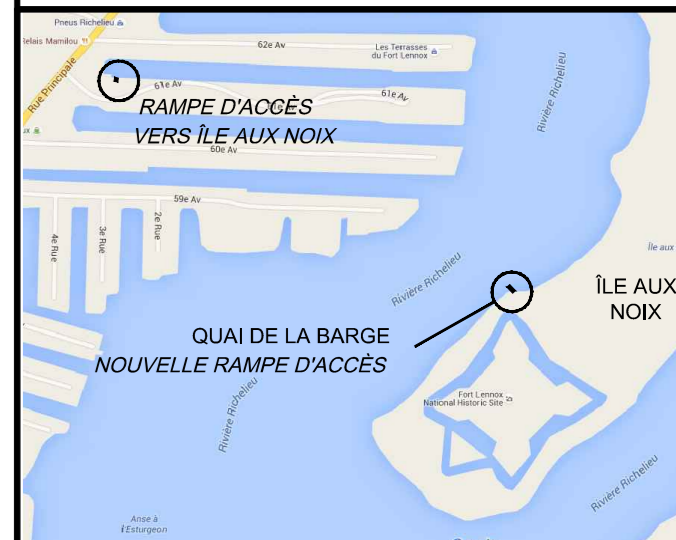 Pneus Richelieu
Relais Mamilou
62e Av
Les Terrasses
du Fort Lennox
Rue Principale
61e Av
61e Av
RAMPE D'ACCÈS
VERS ÎLE AUX NOIX
60e Av
59e Av
4e Rue
3e Rue
2e Rue
Rivière Richelieu
Île aux
Rivière Richelieu
ÎLE AUX
NOIX
QUAI DE LA BARGE
NOUVELLE RAMPE D'ACCÈS
Fort Lennox
National Historic Site
Rivière Richelieu
Rivière Richelieu
Anse à
l'Esturgeon